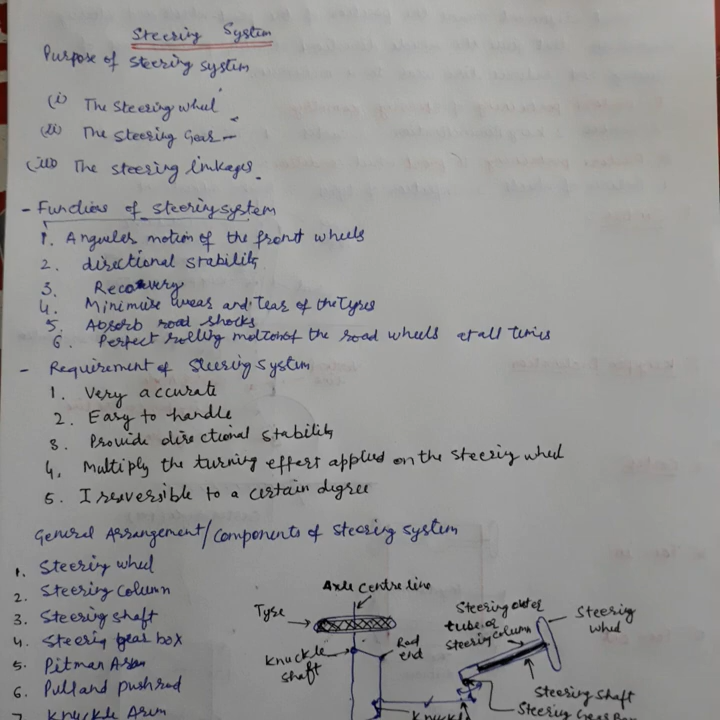 Steering System
Purpose of Steering system
(i) The Steering wheel
(ii) The Steering Gear
(iii) The steering linkages
- Functions of steering system
1. Angular motion of the front wheels
2. directional stability
3. Recovery
4. Minimise wear and Tear of the Tyres
5. Absorb road shocks
6. Perfect rolling motion of the road wheels at all times
- Requirement of Steering System
1. Very accurate
2. Easy to handle
3. Provide directional stability
4. Multiply the turning effort applied on the steering wheel
5. Irreversible to a certain degree
General Arrangement/Components of Steering System
1. Steering wheel
2. Steering column
3. Steering shaft
4. Steering gear box
5. Pitman Arm
6. Pull and push rod
7. Knuckle Arm
Axle centre line
Tyre
Knuckle shaft
Rod end
Steering outer tube or Steering column
Steering wheel
Steering shaft
Steering Gear Box
Knuckle